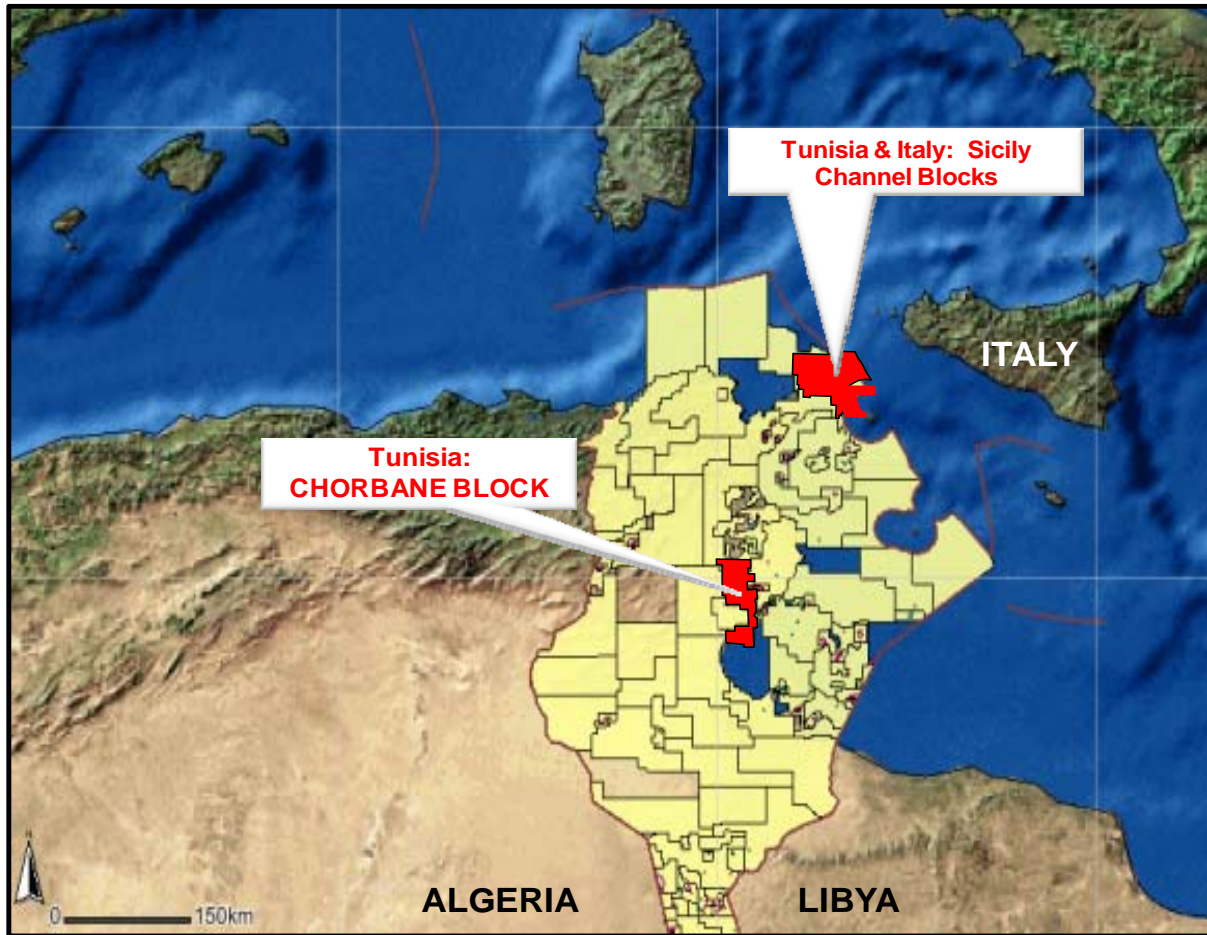 Tunisia & Italy: Sicily
Channel Blocks
ITALY
Tunisia:
CHORBANE BLOCK
N
0 150km
ALGERIA
LIBYA